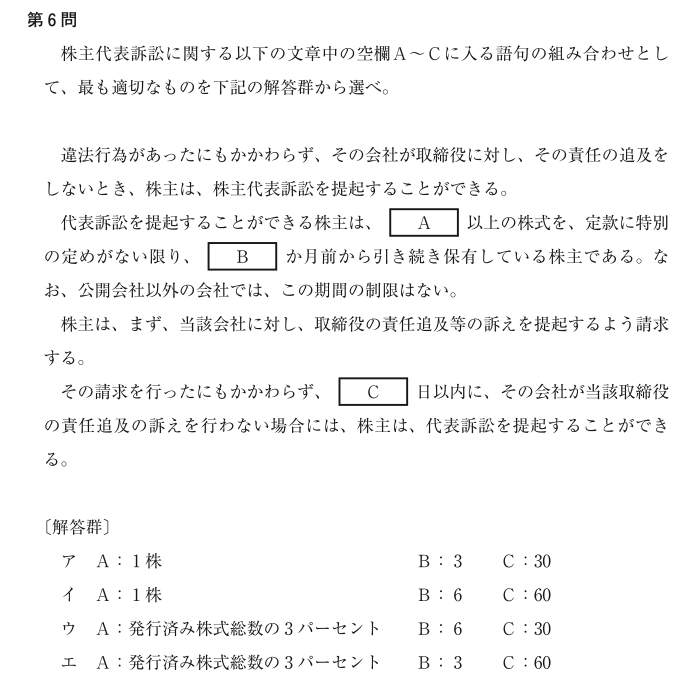 第6問
株主代表訴訟に関する以下の文章中の空欄A～Cに入る語句の組み合わせとし
て、最も適切なものを下記の解答群から選べ。
違法行為があったにもかかわらず、その会社が取締役に対し、その責任の追及を
しないとき、株主は、株主代表訴訟を提起することができる。
代表訴訟を提起することができる株主は、 A 以上の株式を、定款に特別
の定めがない限り、 B か月前から引き続き保有している株主である。な
お、公開会社以外の会社では、この期間の制限はない。
株主は、まず、当該会社に対し、取締役の責任追及等の訴えを提起するよう請求
する。
その請求を行ったにもかかわらず、 C 日以内に、その会社が当該取締役
の責任追及の訴えを行わない場合には、株主は、代表訴訟を提起することができ
る。
〔解答群〕
ア A：1株 B：3 C：30
イ A：1株 B：6 C：60
ウ A：発行済み株式総数の3パーセント B：6 C：30
エ A：発行済み株式総数の3パーセント B：3 C：60